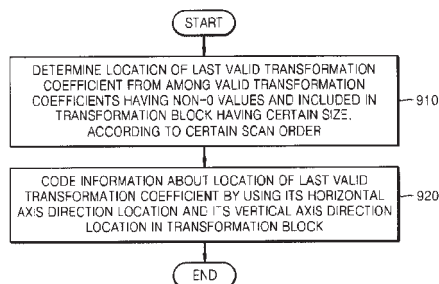 START
DETERMINE LOCATION OF LAST VALID TRANSFORMATION
COEFFICIENT FROM AMONG VALID TRANSFORMATION
COEFFICIENTS HAVING NON-0 VALUES AND INCLUDED IN
TRANSFORMATION BLOCK HAVING CERTAIN SIZE,
ACCORDING TO CERTAIN SCAN ORDER
910
CODE INFORMATION ABOUT LOCATION OF LAST VALID
TRANSFORMATION COEFFICIENT BY USING ITS HORIZONTAL
AXIS DIRECTION LOCATION AND ITS VERTICAL AXIS DIRECTION
LOCATION IN TRANSFORMATION BLOCK
920
END